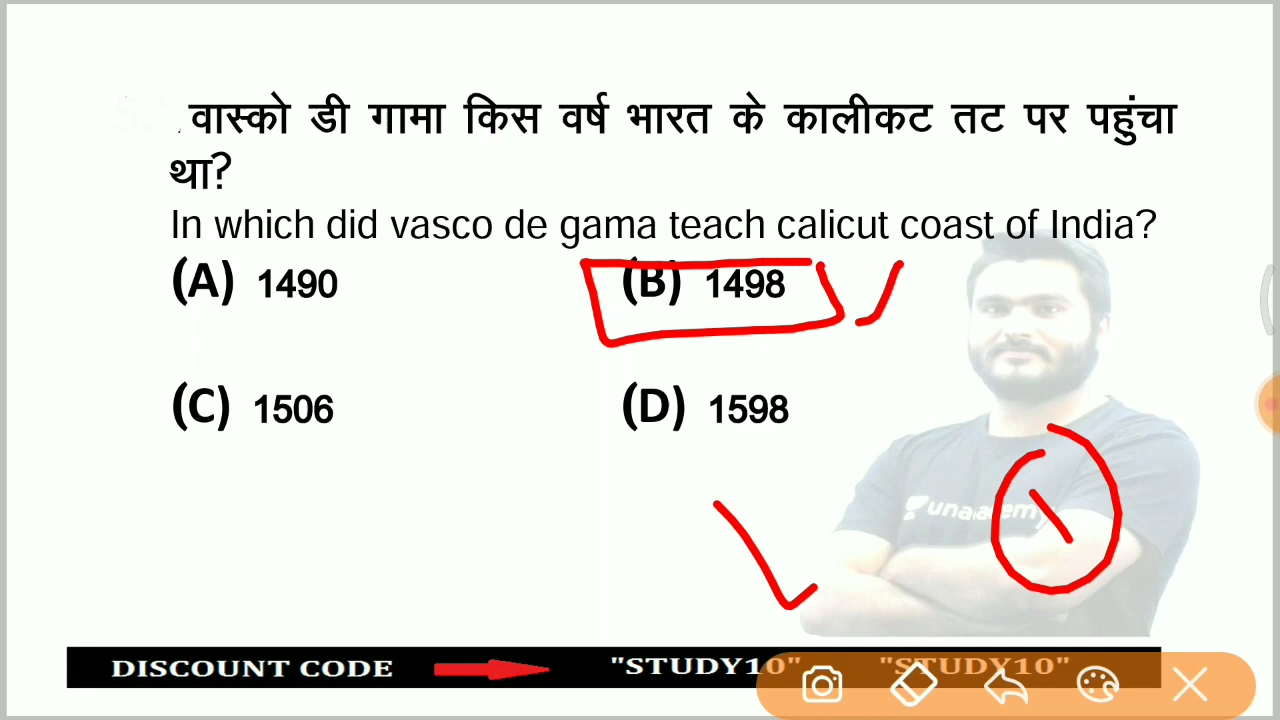 वास्को डी गामा किस वर्ष भारत के कालीकट तट पर पहुंचा
था?
In which did vasco de gama teach calicut coast of India?
(A) 1490 (B) 1498
(C) 1506 (D) 1598
unacademy
DISCOUNT CODE "STUDY10" "STUDY10"